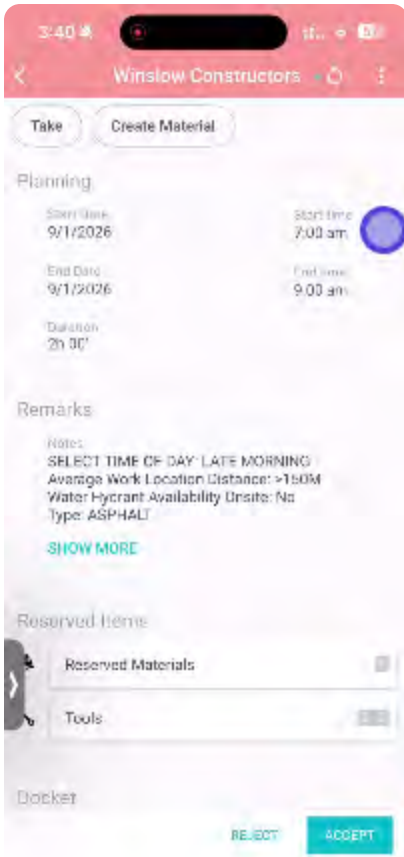 3:40
Winslow Constructors
Take
Create Material
Planning
Start date
Start time
9/1/2026
7:00 am
End Date
End time
9/1/2026
9:00 am
Duration
2h 00'
Remarks
Notes
SELECT TIME OF DAY: LATE MORNING
Average Work Location Distance: >150M
Water Hydrant Availability Onsite: No
Type: ASPHALT
SHOW MORE
Reserved Items
Reserved Materials
Tools
Docket
REJECT
ACCEPT